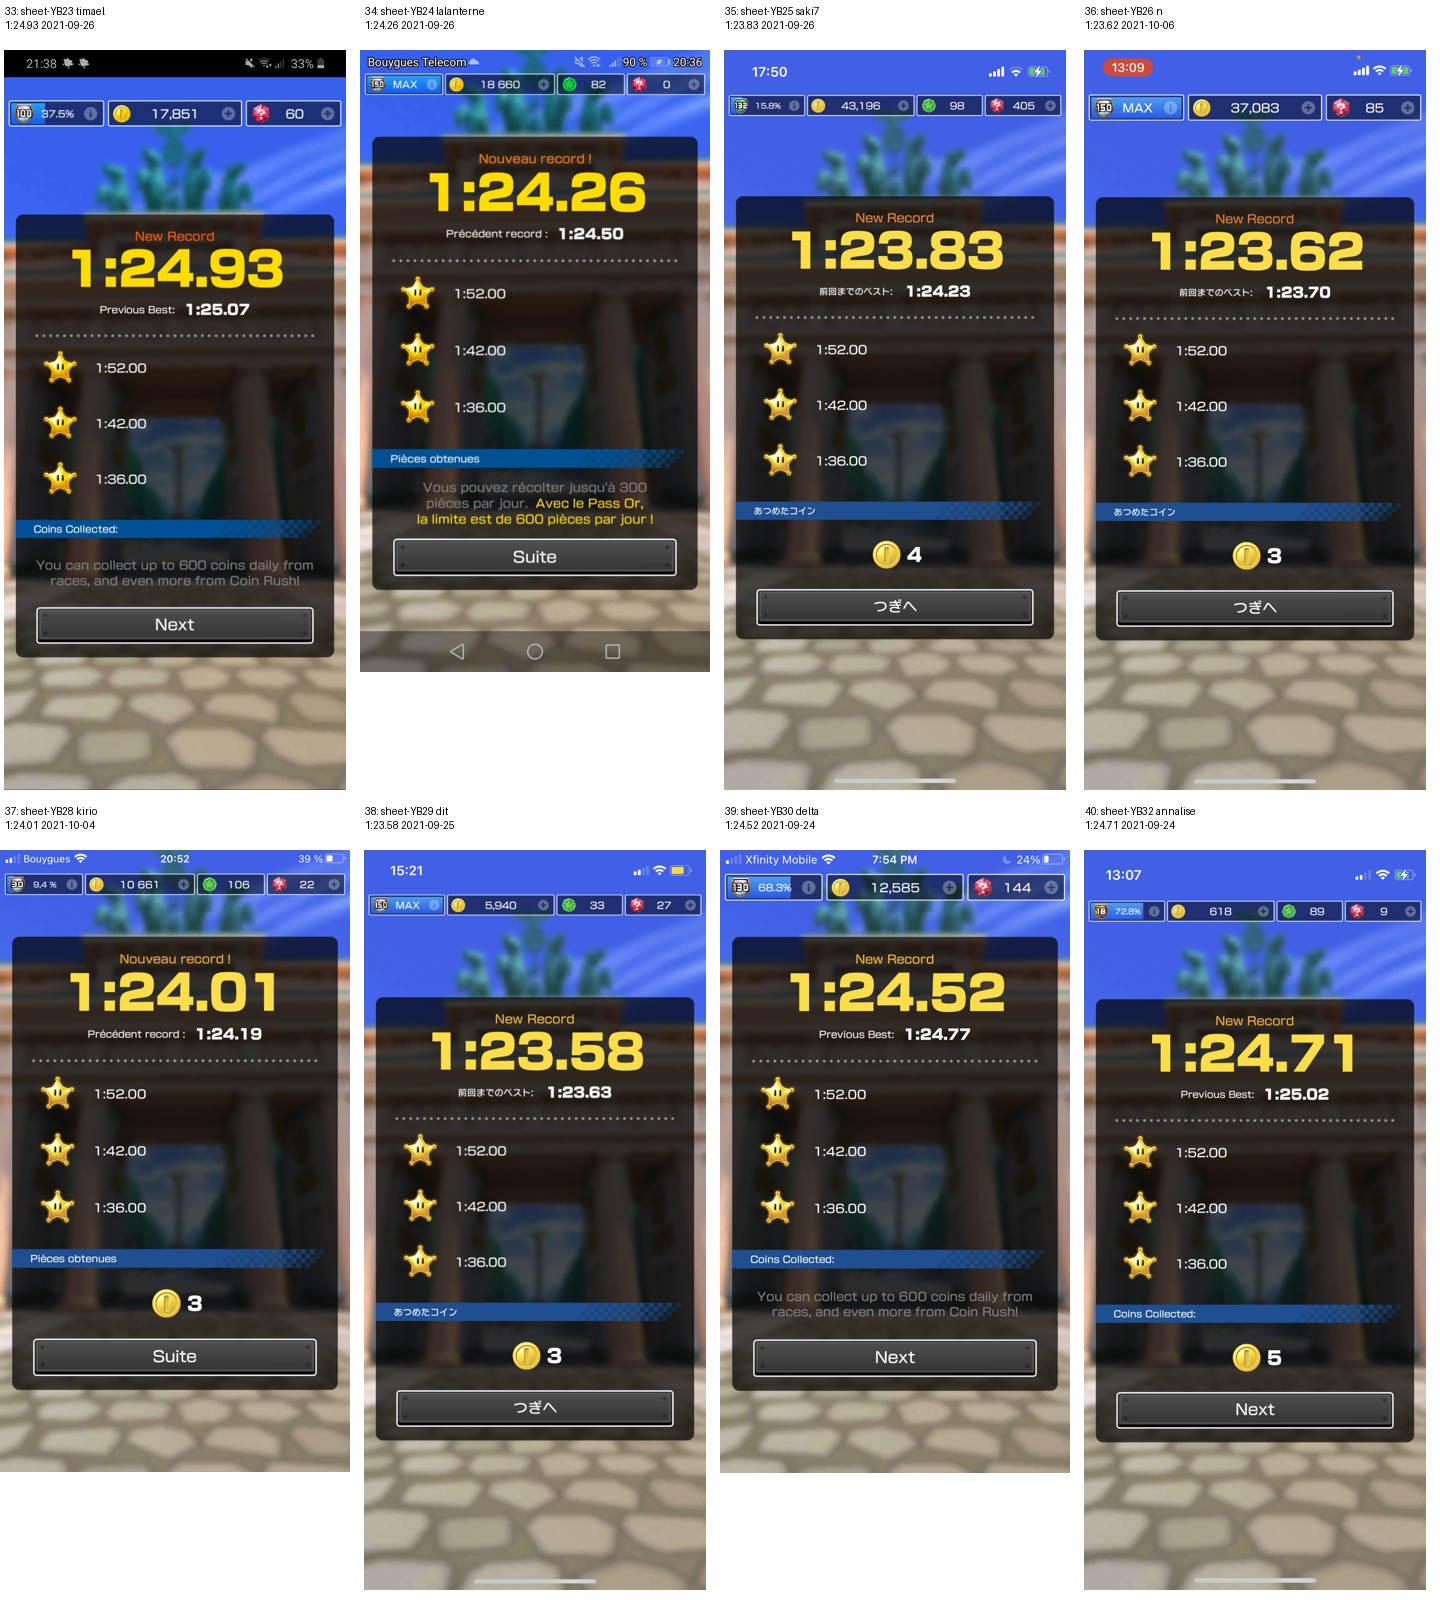 33: sheet-YB23 timael
1:24.93 2021-09-26
21:38
33%
100 37.5% 17,851 60
New Record
1:24.93
Previous Best: 1:25.07
1:52.00
1:42.00
1:36.00
Coins Collected:
You can collect up to 600 coins daily from
races, and even more from Coin Rush!
Next
34: sheet-YB24 lalanterne
1:24.26 2021-09-26
Bouygues Telecom 90 % 20:36
150 MAX 18 660 82 0
Nouveau record !
1:24.26
Précédent record : 1:24.50
1:52.00
1:42.00
1:36.00
Pièces obtenues
Vous pouvez récolter jusqu'à 300
pièces par jour. Avec le Pass Or,
la limite est de 600 pièces par jour !
Suite
35: sheet-YB25 saki7
1:23.83 2021-09-26
17:50
132 15.8% 43,196 98 405
New Record
1:23.83
前回までのベスト: 1:24.23
1:52.00
1:42.00
1:36.00
あつめたコイン
4
つぎへ
36: sheet-YB26 n
1:23.62 2021-10-06
13:09
150 MAX 37,083 85
New Record
1:23.62
前回までのベスト: 1:23.70
1:52.00
1:42.00
1:36.00
あつめたコイン
3
つぎへ
37: sheet-YB28 kirio
1:24.01 2021-10-04
Bouygues 20:52 39 %
30 9,4 % 10 661 106 22
Nouveau record !
1:24.01
Précédent record : 1:24.19
1:52.00
1:42.00
1:36.00
Pièces obtenues
3
Suite
38: sheet-YB29 dit
1:23.58 2021-09-25
15:21
150 MAX 5,940 33 27
New Record
1:23.58
前回までのベスト: 1:23.63
1:52.00
1:42.00
1:36.00
あつめたコイン
3
つぎへ
39: sheet-YB30 delta
1:24.52 2021-09-24
Xfinity Mobile 7:54 PM 24%
130 68.3% 12,585 144
New Record
1:24.52
Previous Best: 1:24.77
1:52.00
1:42.00
1:36.00
Coins Collected:
You can collect up to 600 coins daily from
races, and even more from Coin Rush!
Next
40: sheet-YB32 annalise
1:24.71 2021-09-24
13:07
18 72.8% 618 89 9
New Record
1:24.71
Previous Best: 1:25.02
1:52.00
1:42.00
1:36.00
Coins Collected:
5
Next